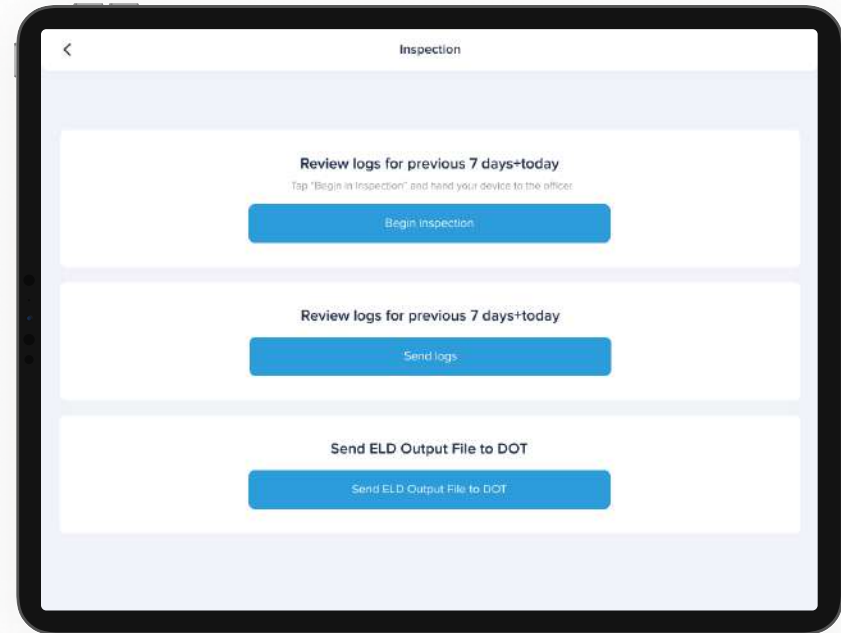 Inspection
Review logs for previous 7 days+today
Tap "Begin in Inspection" and hand your device to the officer
Begin Inspection
Review logs for previous 7 days+today
Send logs
Send ELD Output File to DOT
Send ELD Output File to DOT